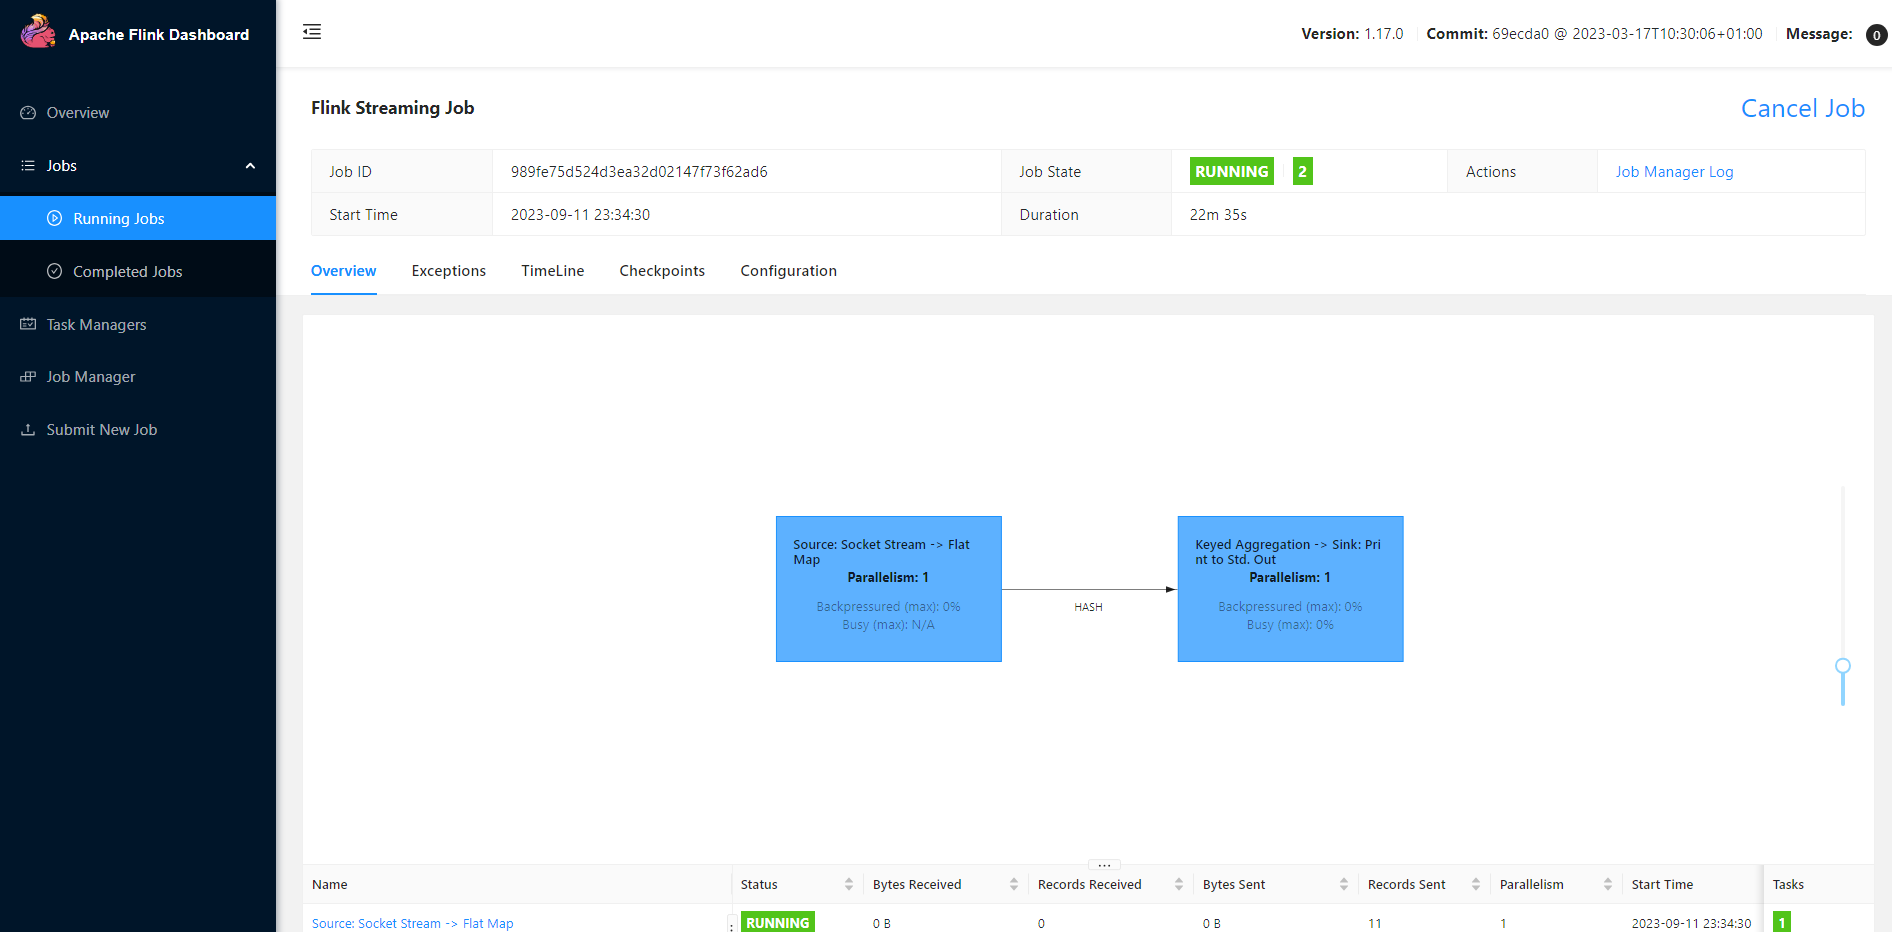 Apache Flink Dashboard
Version: 1.17.0 Commit: 69ecda0 @ 2023-03-17T10:30:06+01:00 Message: 0
Overview
Jobs
Running Jobs
Completed Jobs
Task Managers
Job Manager
Submit New Job
Flink Streaming Job
Cancel Job
Job ID 989fe75d524d3ea32d02147f73f62ad6 Job State RUNNING 2 Actions Job Manager Log
Start Time 2023-09-11 23:34:30 Duration 22m 35s
Overview Exceptions TimeLine Checkpoints Configuration
Source: Socket Stream -> Flat
Map
Parallelism: 1
Backpressured (max): 0%
Busy (max): N/A
HASH
Keyed Aggregation -> Sink: Pri
nt to Std. Out
Parallelism: 1
Backpressured (max): 0%
Busy (max): 0%
Name Status Bytes Received Records Received Bytes Sent Records Sent Parallelism Start Time Tasks
Source: Socket Stream -> Flat Map RUNNING 0 B 0 0 B 11 1 2023-09-11 23:34:30 1